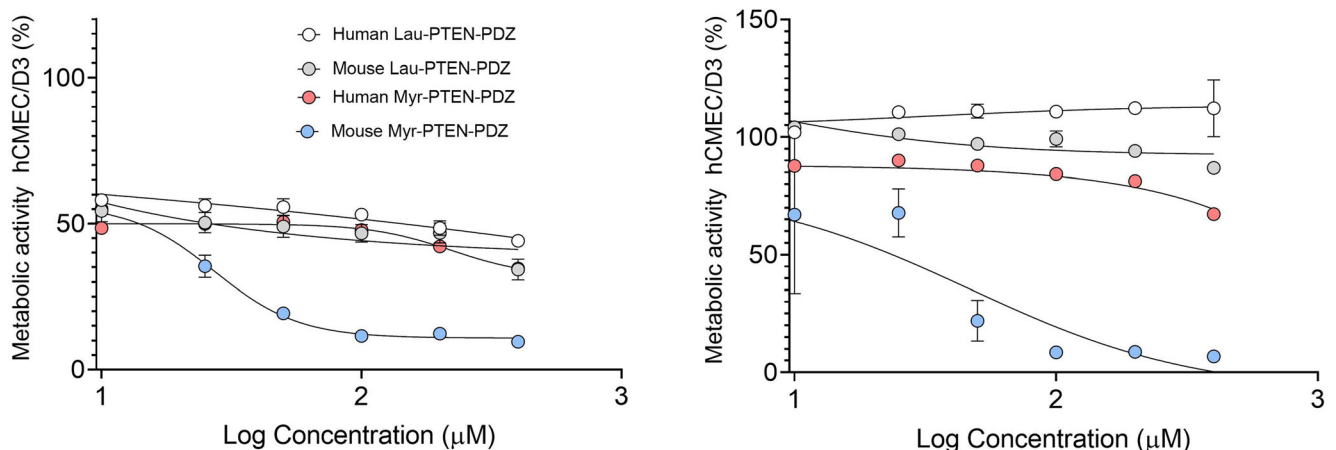 Metabolic activity hCMEC/D3 (%)
100
50
0
Human Lau-PTEN-PDZ
Mouse Lau-PTEN-PDZ
Human Myr-PTEN-PDZ
Mouse Myr-PTEN-PDZ
1
2
3
Log Concentration (μM)
Metabolic activity hCMEC/D3 (%)
150
100
50
0
1
2
3
Log Concentration (μM)